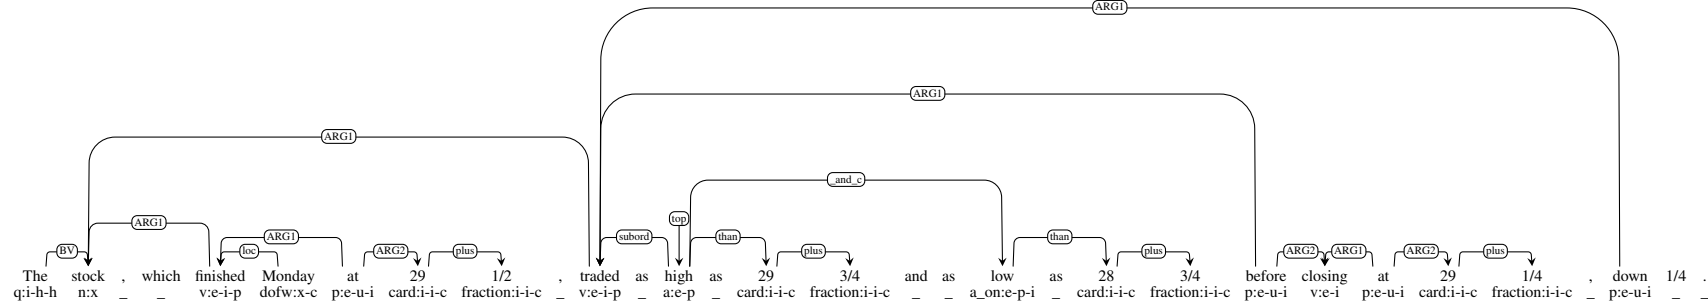 ARG1
ARG1
ARG1
_and_c
top
ARG1 ARG1 subord than than
BV loc ARG2 plus plus plus ARG2 ARG1 ARG2 plus
The stock , which finished Monday at 29 1/2 , traded as high as 29 3/4 and as low as 28 3/4 before closing at 29 1/4 , down 1/4 .
q:i-h-h n:x _ _ v:e-i-p dofw:x-c p:e-u-i card:i-i-c fraction:i-i-c _ v:e-i-p _ a:e-p _ card:i-i-c fraction:i-i-c _ _ a_on:e-p-i _ card:i-i-c fraction:i-i-c p:e-u-i v:e-i p:e-u-i card:i-i-c fraction:i-i-c _ p:e-u-i _ _